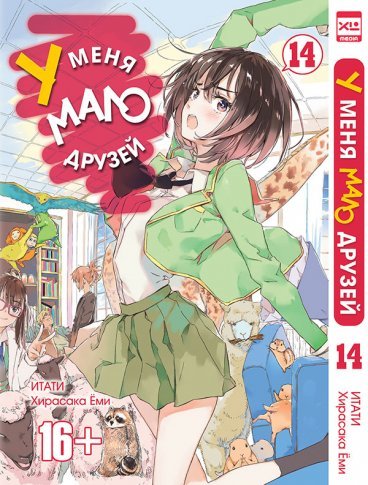 У МЕНЯ
МАЛО
ДРУЗЕЙ
14
ИТАТИ
Хирасака Ёми
16+
XL
MEDIA
У МЕНЯ МАЛО ДРУЗЕЙ
14
ИТАТИ
Хирасака Ёми